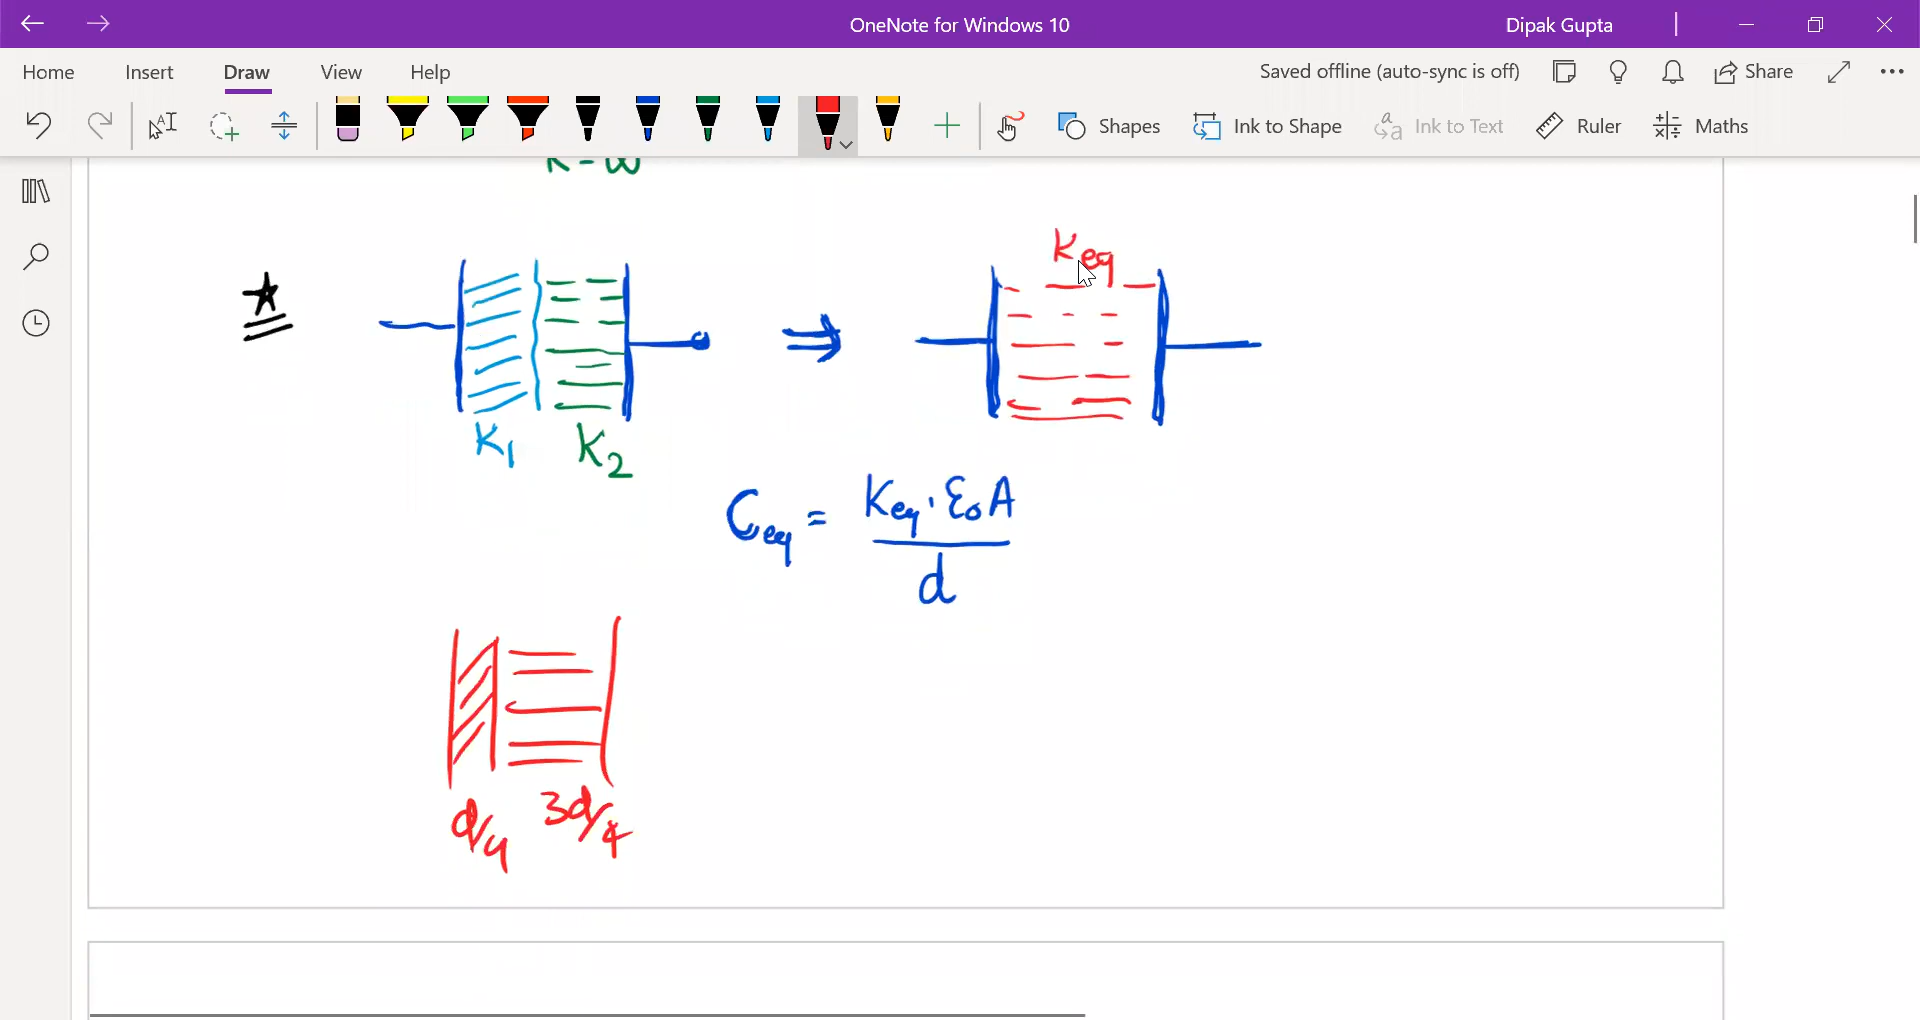 OneNote for Windows 10
Dipak Gupta
Home Insert Draw View Help
Saved offline (auto-sync is off) Share
Shapes Ink to Shape Ink to Text Ruler Maths
K = ∞
Keq
K1 K2
Ceq = Keq · ε0 A / d
d/4 3d/4